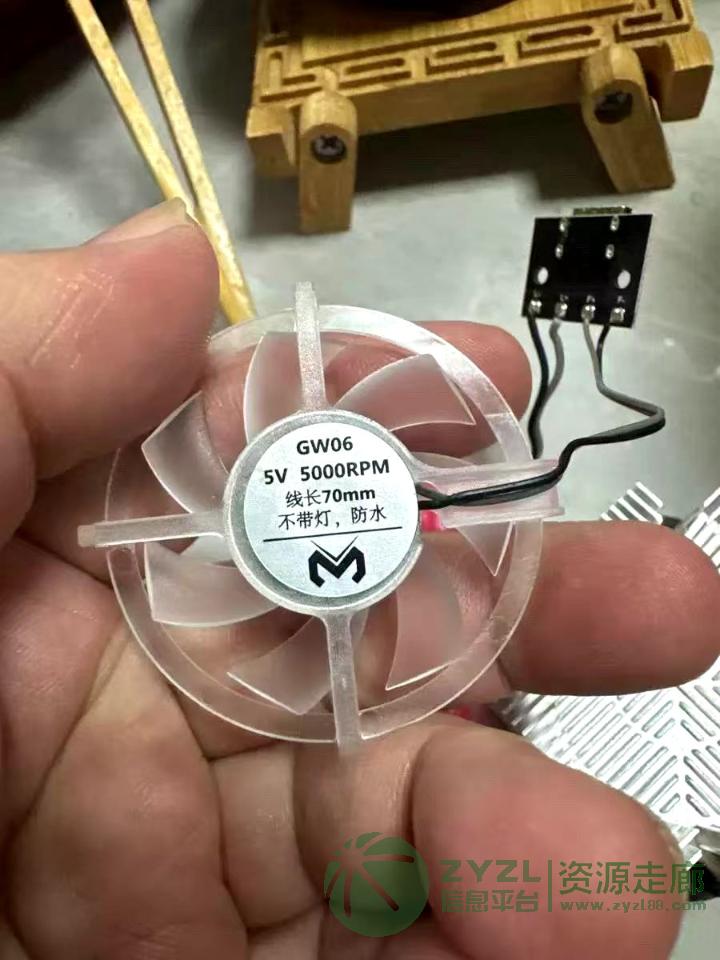 GW06
5V 5000RPM
线长70mm
不带灯，防水
ZYZL
信息平台
资源走廊
www.zyzl88.com